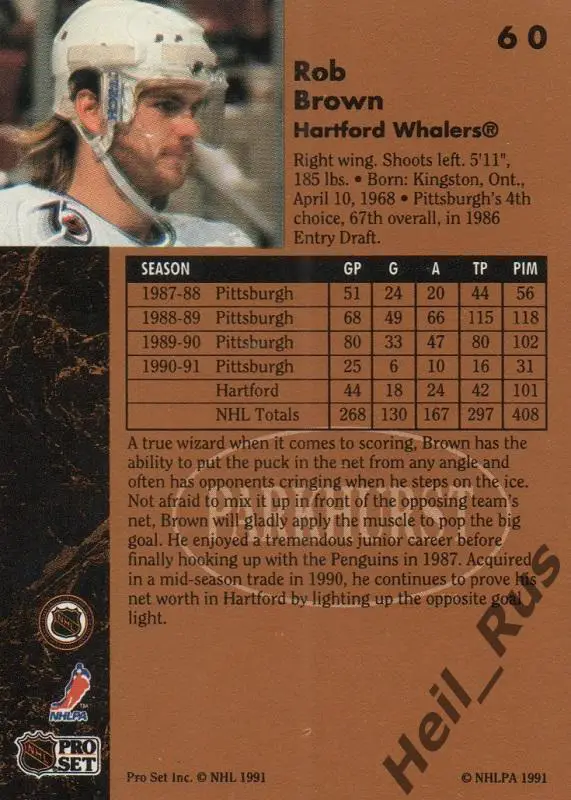 60
Rob
Brown
Hartford Whalers®
Right wing. Shoots left. 5'11",
185 lbs. • Born: Kingston, Ont.,
April 10, 1968 • Pittsburgh's 4th
choice, 67th overall, in 1986
Entry Draft.
SEASON GP G A TP PIM
1987-88 Pittsburgh 51 24 20 44 56
1988-89 Pittsburgh 68 49 66 115 118
1989-90 Pittsburgh 80 33 47 80 102
1990-91 Pittsburgh 25 6 10 16 31
Hartford 44 18 24 42 101
NHL Totals 268 130 167 297 408
A true wizard when it comes to scoring, Brown has the
ability to put the puck in the net from any angle and
often has opponents cringing when he steps on the ice.
Not afraid to mix it up in front of the opposing team's
net, Brown will gladly apply the muscle to pop the big
goal. He enjoyed a tremendous junior career before
finally hooking up with the Penguins in 1987. Acquired
in a mid-season trade in 1990, he continues to prove his
net worth in Hartford by lighting up the opposite goal
light.
PARKHURST
Heil_Rus
NHL
NHLPA TM
NHL PRO
SET
Pro Set Inc. © NHL 1991
© NHLPA 1991